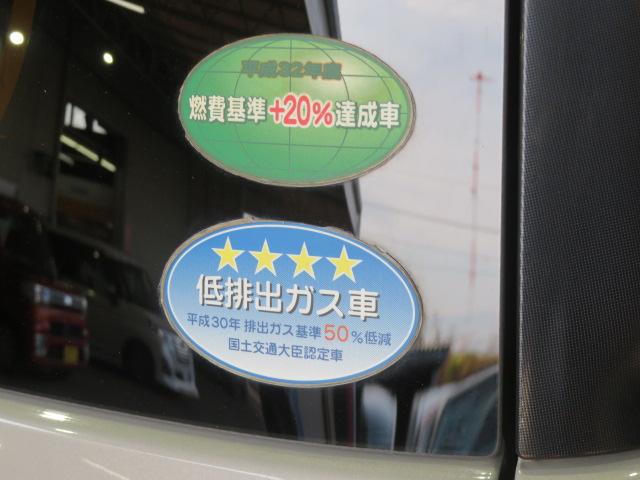 平成32年度
燃費基準+20%達成車
低排出ガス車
平成30年 排出ガス基準50%低減
国土交通大臣認定車